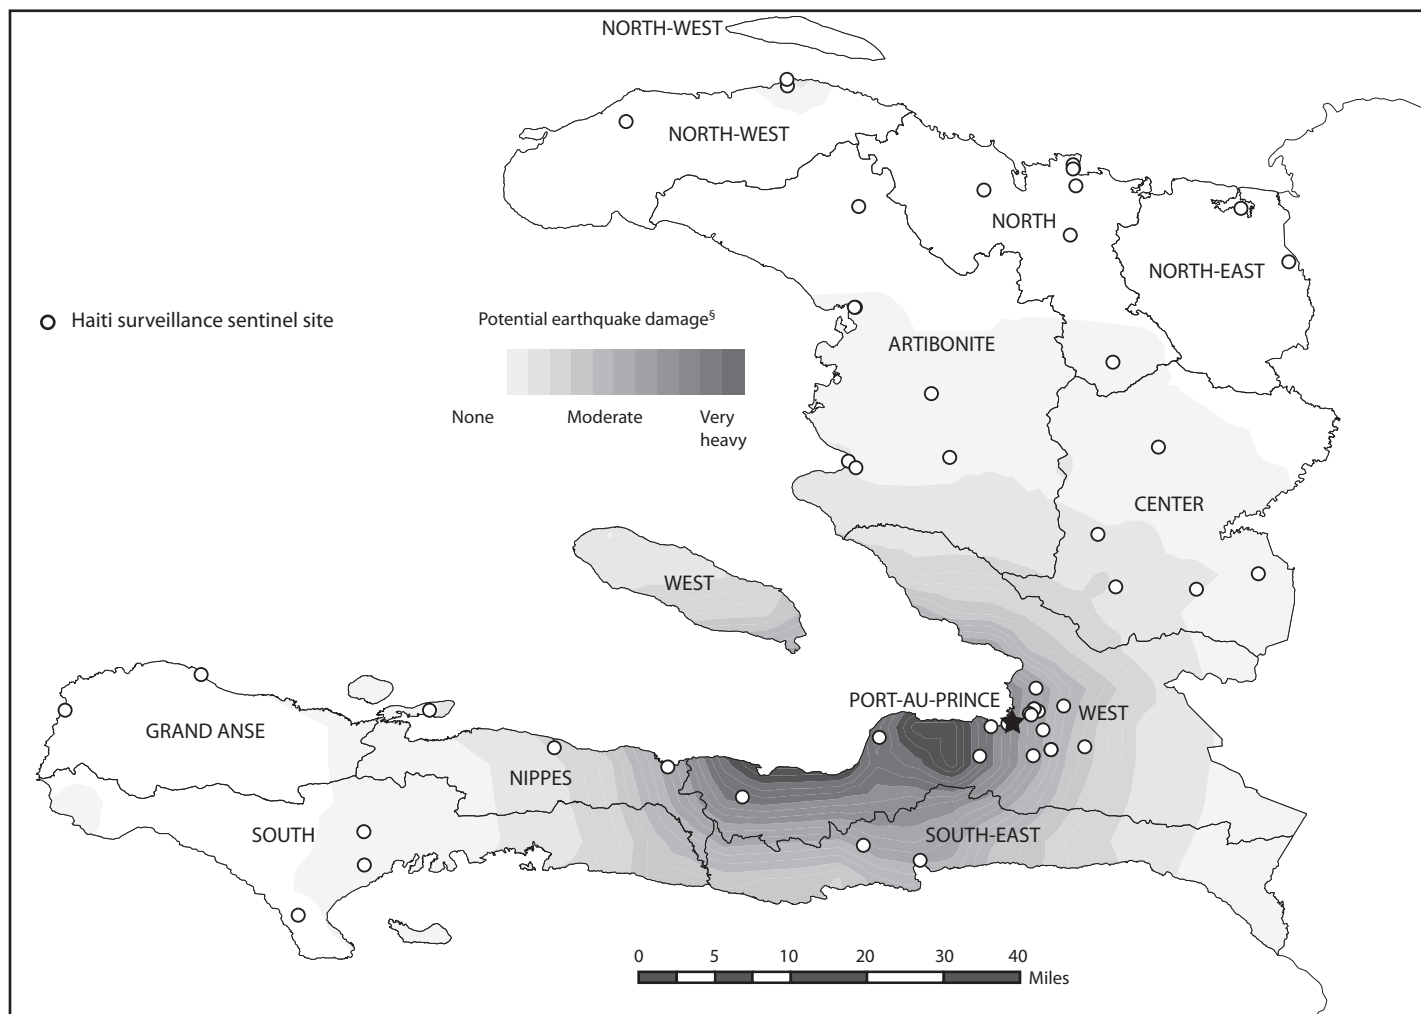 NORTH-WEST
NORTH-WEST
NORTH
NORTH-EAST
Haiti surveillance sentinel site
Potential earthquake damage§
None
Moderate
Very
heavy
ARTIBONITE
CENTER
WEST
PORT-AU-PRINCE
WEST
GRAND ANSE
NIPPES
SOUTH
SOUTH-EAST
0 5 10 20 30 40
Miles